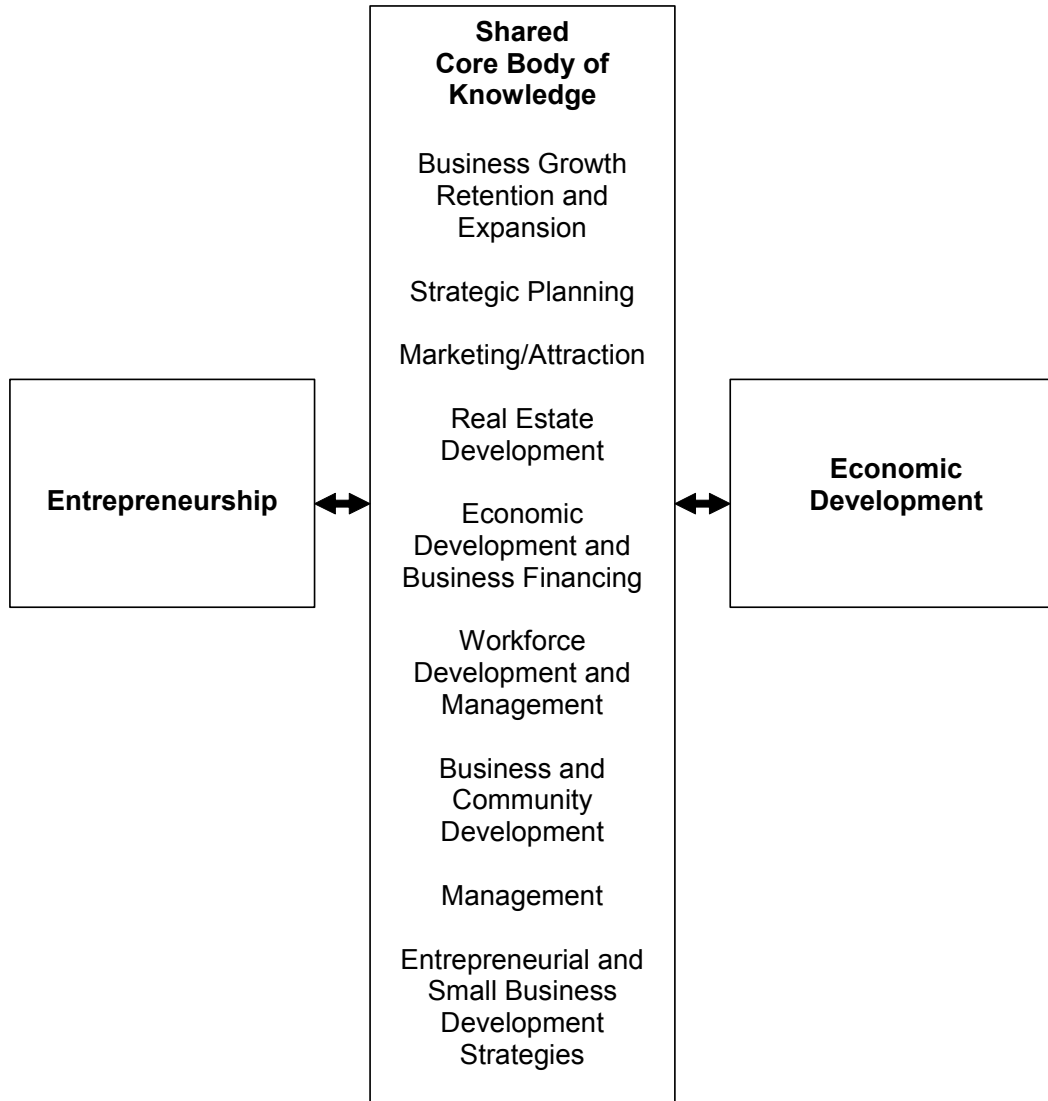 Shared
Core Body of
Knowledge
Business Growth
Retention and
Expansion
Strategic Planning
Marketing/Attraction
Real Estate
Development
Economic
Development and
Business Financing
Workforce
Development and
Management
Business and
Community
Development
Management
Entrepreneurial and
Small Business
Development
Strategies
Entrepreneurship
Economic
Development